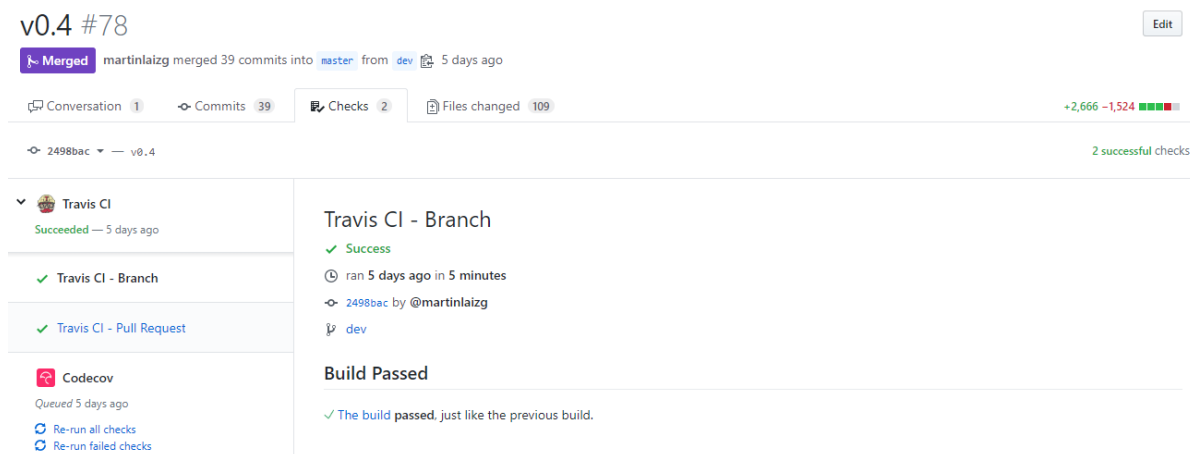 v0.4 #78
Edit
Merged martinlaizg merged 39 commits into master from dev 5 days ago
Conversation 1 Commits 39 Checks 2 Files changed 109 +2,666 −1,524
2498bac — v0.4 2 successful checks
Travis CI
Succeeded — 5 days ago
Travis CI - Branch
Travis CI - Pull Request
Codecov
Queued 5 days ago
Re-run all checks
Re-run failed checks
Travis CI - Branch
Success
ran 5 days ago in 5 minutes
2498bac by @martinlaizg
dev
Build Passed
The build passed, just like the previous build.